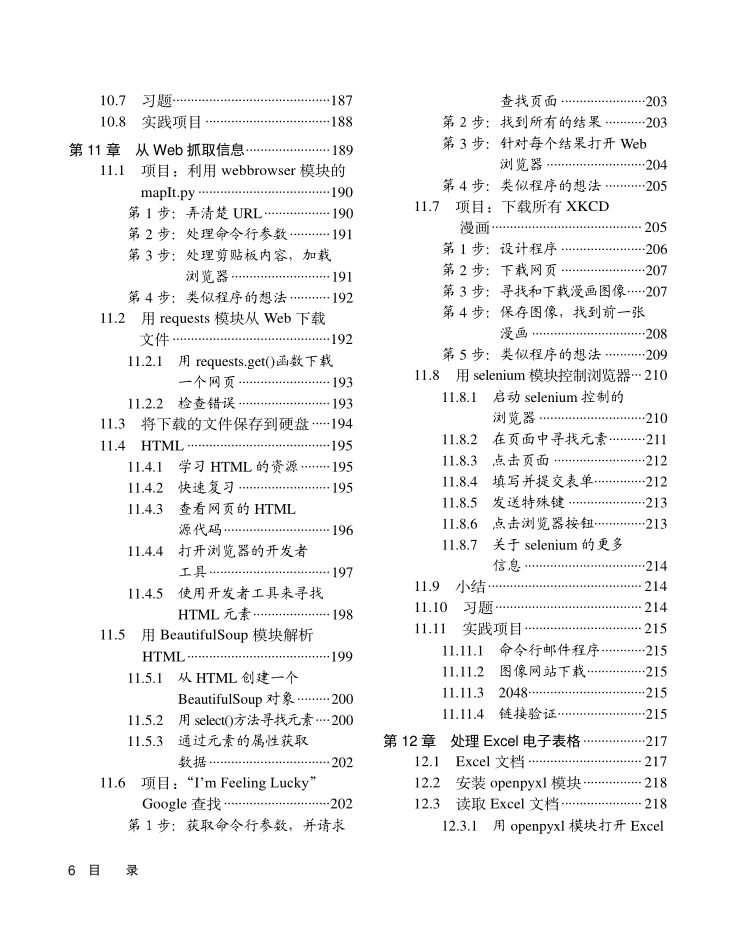 10.7 习题……187
10.8 实践项目……188
第 11 章 从 Web 抓取信息……189
11.1 项目：利用 webbrowser 模块的
mapIt.py……190
第 1 步：弄清楚 URL……190
第 2 步：处理命令行参数……191
第 3 步：处理剪贴板内容，加载
浏览器……191
第 4 步：类似程序的想法……192
11.2 用 requests 模块从 Web 下载
文件……192
11.2.1 用 requests.get()函数下载
一个网页……193
11.2.2 检查错误……193
11.3 将下载的文件保存到硬盘……194
11.4 HTML……195
11.4.1 学习 HTML 的资源……195
11.4.2 快速复习……195
11.4.3 查看网页的 HTML
源代码……196
11.4.4 打开浏览器的开发者
工具……197
11.4.5 使用开发者工具来寻找
HTML 元素……198
11.5 用 BeautifulSoup 模块解析
HTML……199
11.5.1 从 HTML 创建一个
BeautifulSoup 对象……200
11.5.2 用 select()方法寻找元素……200
11.5.3 通过元素的属性获取
数据……202
11.6 项目：“I’m Feeling Lucky”
Google 查找……202
第 1 步：获取命令行参数，并请求
查找页面……203
第 2 步：找到所有的结果……203
第 3 步：针对每个结果打开 Web
浏览器……204
第 4 步：类似程序的想法……205
11.7 项目：下载所有 XKCD
漫画……205
第 1 步：设计程序……206
第 2 步：下载网页……207
第 3 步：寻找和下载漫画图像……207
第 4 步：保存图像，找到前一张
漫画……208
第 5 步：类似程序的想法……209
11.8 用 selenium 模块控制浏览器…210
11.8.1 启动 selenium 控制的
浏览器……210
11.8.2 在页面中寻找元素……211
11.8.3 点击页面……212
11.8.4 填写并提交表单……212
11.8.5 发送特殊键……213
11.8.6 点击浏览器按钮……213
11.8.7 关于 selenium 的更多
信息……214
11.9 小结……214
11.10 习题……214
11.11 实践项目……215
11.11.1 命令行邮件程序……215
11.11.2 图像网站下载……215
11.11.3 2048……215
11.11.4 链接验证……215
第 12 章 处理 Excel 电子表格……217
12.1 Excel 文档……217
12.2 安装 openpyxl 模块……218
12.3 读取 Excel 文档……218
12.3.1 用 openpyxl 模块打开 Excel
6 目 录